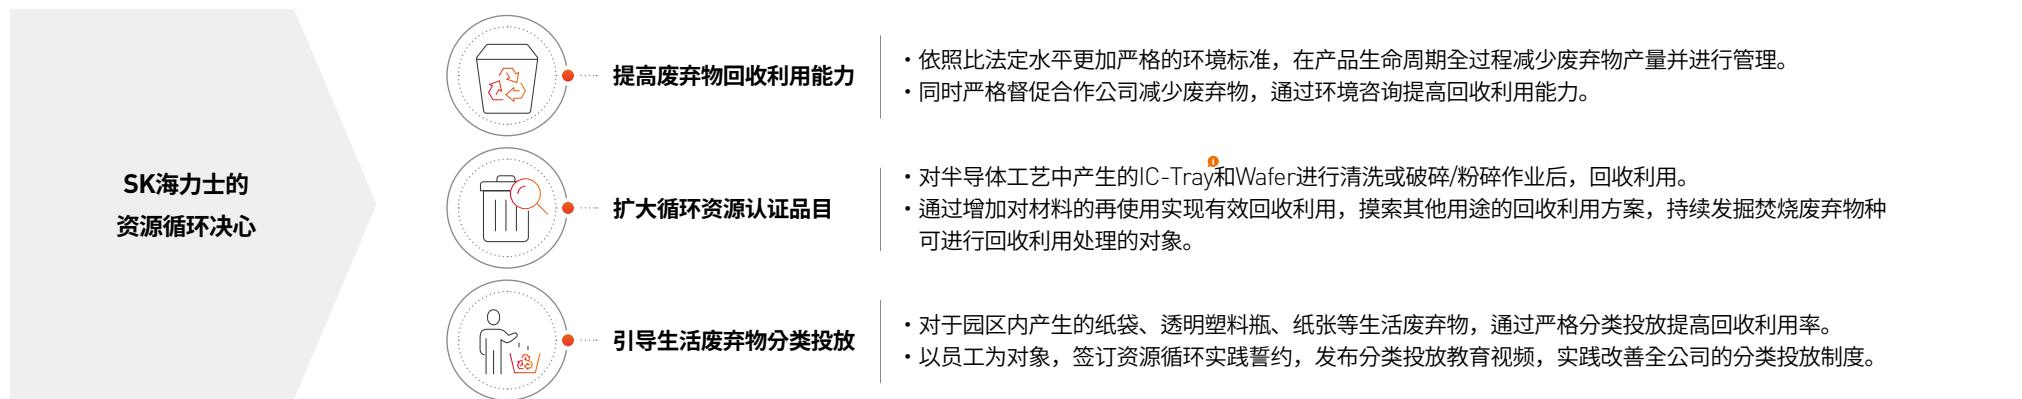 SK海力士的
资源循环决心
提高废弃物回收利用能力
・依照比法定水平更加严格的环境标准，在产品生命周期全过程减少废弃物产量并进行管理。
・同时严格督促合作公司减少废弃物，通过环境咨询提高回收利用能力。
扩大循环资源认证品目
・对半导体工艺中产生的IC-Tray和Wafer进行清洗或破碎/粉碎作业后，回收利用。
・通过增加对材料的再使用实现有效回收利用，摸索其他用途的回收利用方案，持续发掘焚烧废弃物种
可进行回收利用处理的对象。
引导生活废弃物分类投放
・对于园区内产生的纸袋、透明塑料瓶、纸张等生活废弃物，通过严格分类投放提高回收利用率。
・以员工为对象，签订资源循环实践誓约，发布分类投放教育视频，实践改善全公司的分类投放制度。